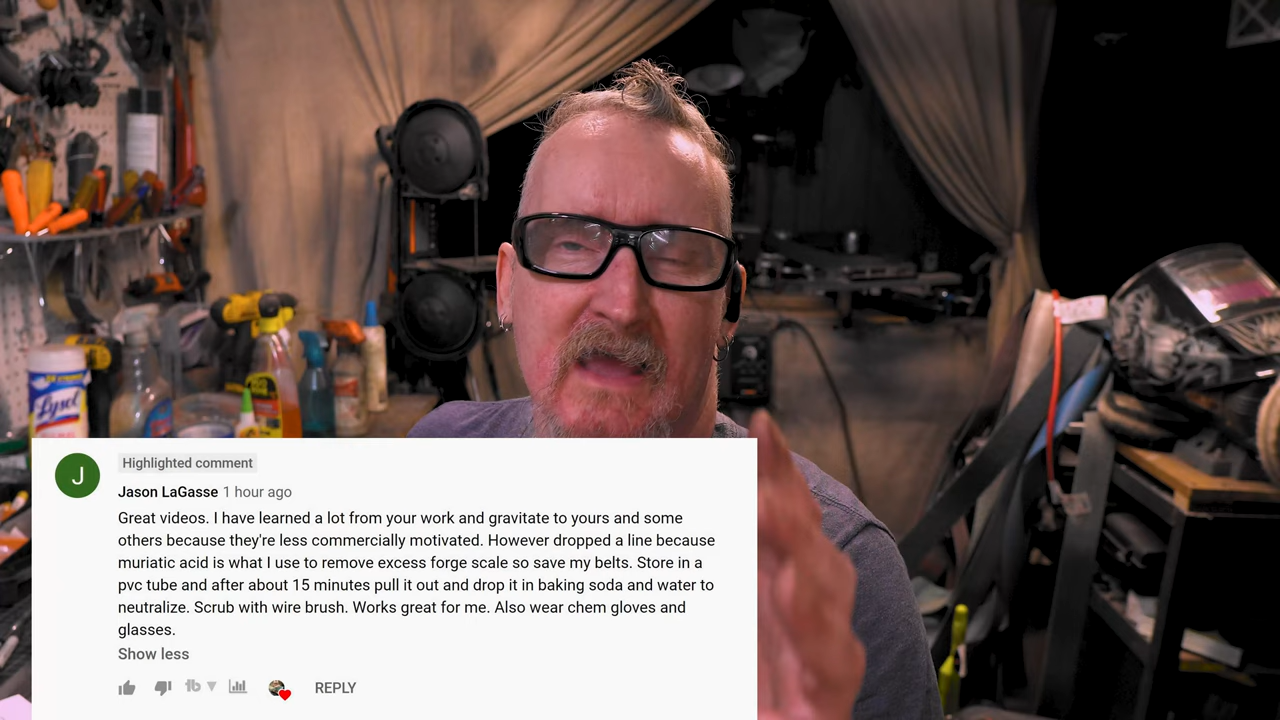 Lysol
J
Highlighted comment
Jason LaGasse 1 hour ago
Great videos. I have learned a lot from your work and gravitate to yours and some
others because they're less commercially motivated. However dropped a line because
muriatic acid is what I use to remove excess forge scale so save my belts. Store in a
pvc tube and after about 15 minutes pull it out and drop it in baking soda and water to
neutralize. Scrub with wire brush. Works great for me. Also wear chem gloves and
glasses.
Show less
tb
REPLY